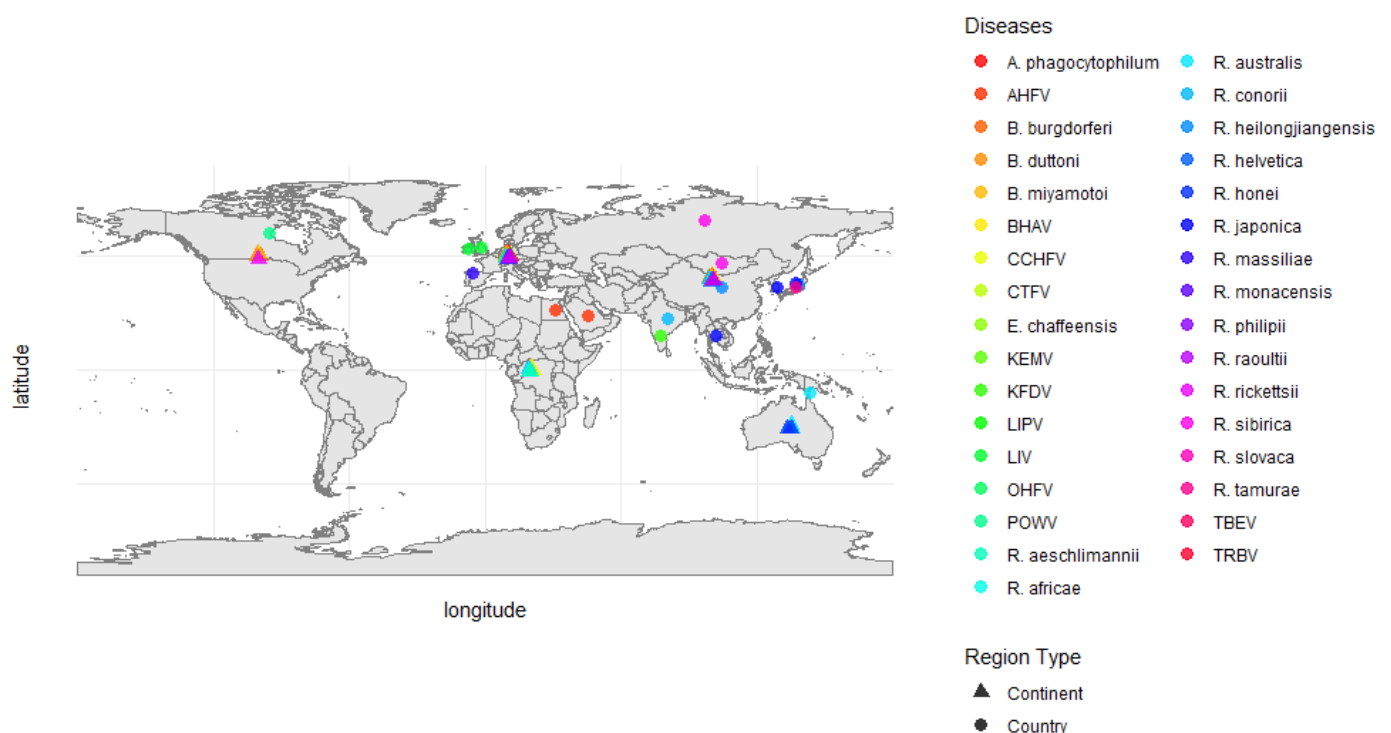 latitude
longitude
Diseases
A. phagocytophilum
AHFV
B. burgdorferi
B. duttoni
B. miyamotoi
BHAV
CCHFV
CTFV
E. chaffeensis
KEMV
KFDV
LIPV
LIV
OHFV
POWV
R. aeschlimannii
R. africae
R. australis
R. conorii
R. heilongjiangensis
R. helvetica
R. honei
R. japonica
R. massiliae
R. monacensis
R. philipii
R. raoultii
R. rickettsii
R. sibirica
R. slovaca
R. tamurae
TBEV
TRBV
Region Type
Continent
Country